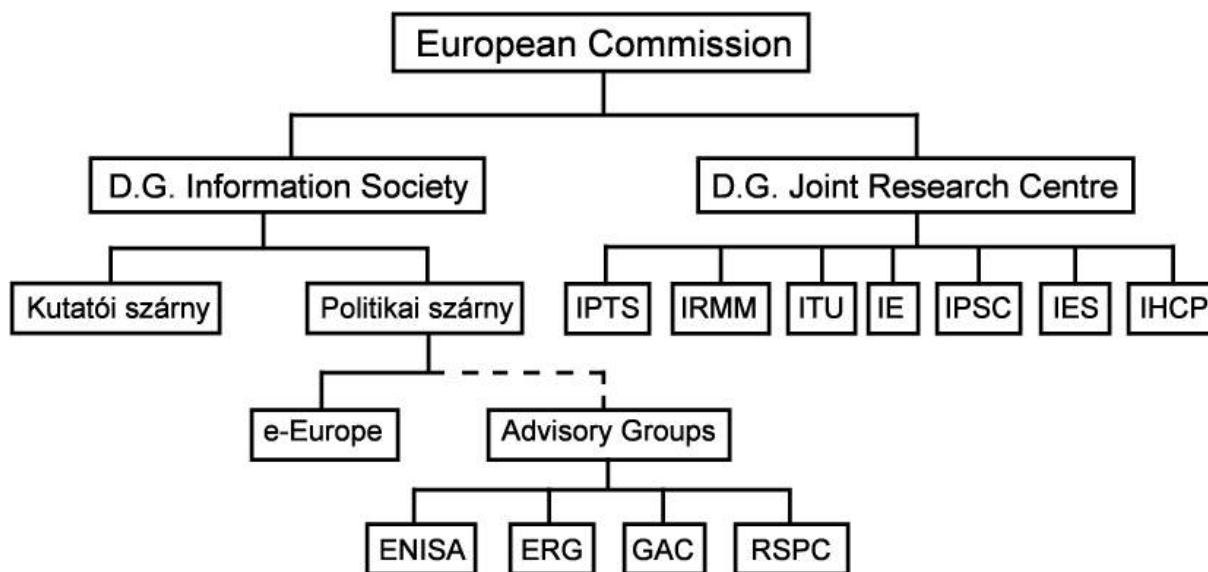 European Commission
D.G. Information Society
D.G. Joint Research Centre
Kutatói szárny
Politikai szárny
IPTS
IRMM
ITU
IE
IPSC
IES
IHCP
e-Europe
Advisory Groups
ENISA
ERG
GAC
RSPC